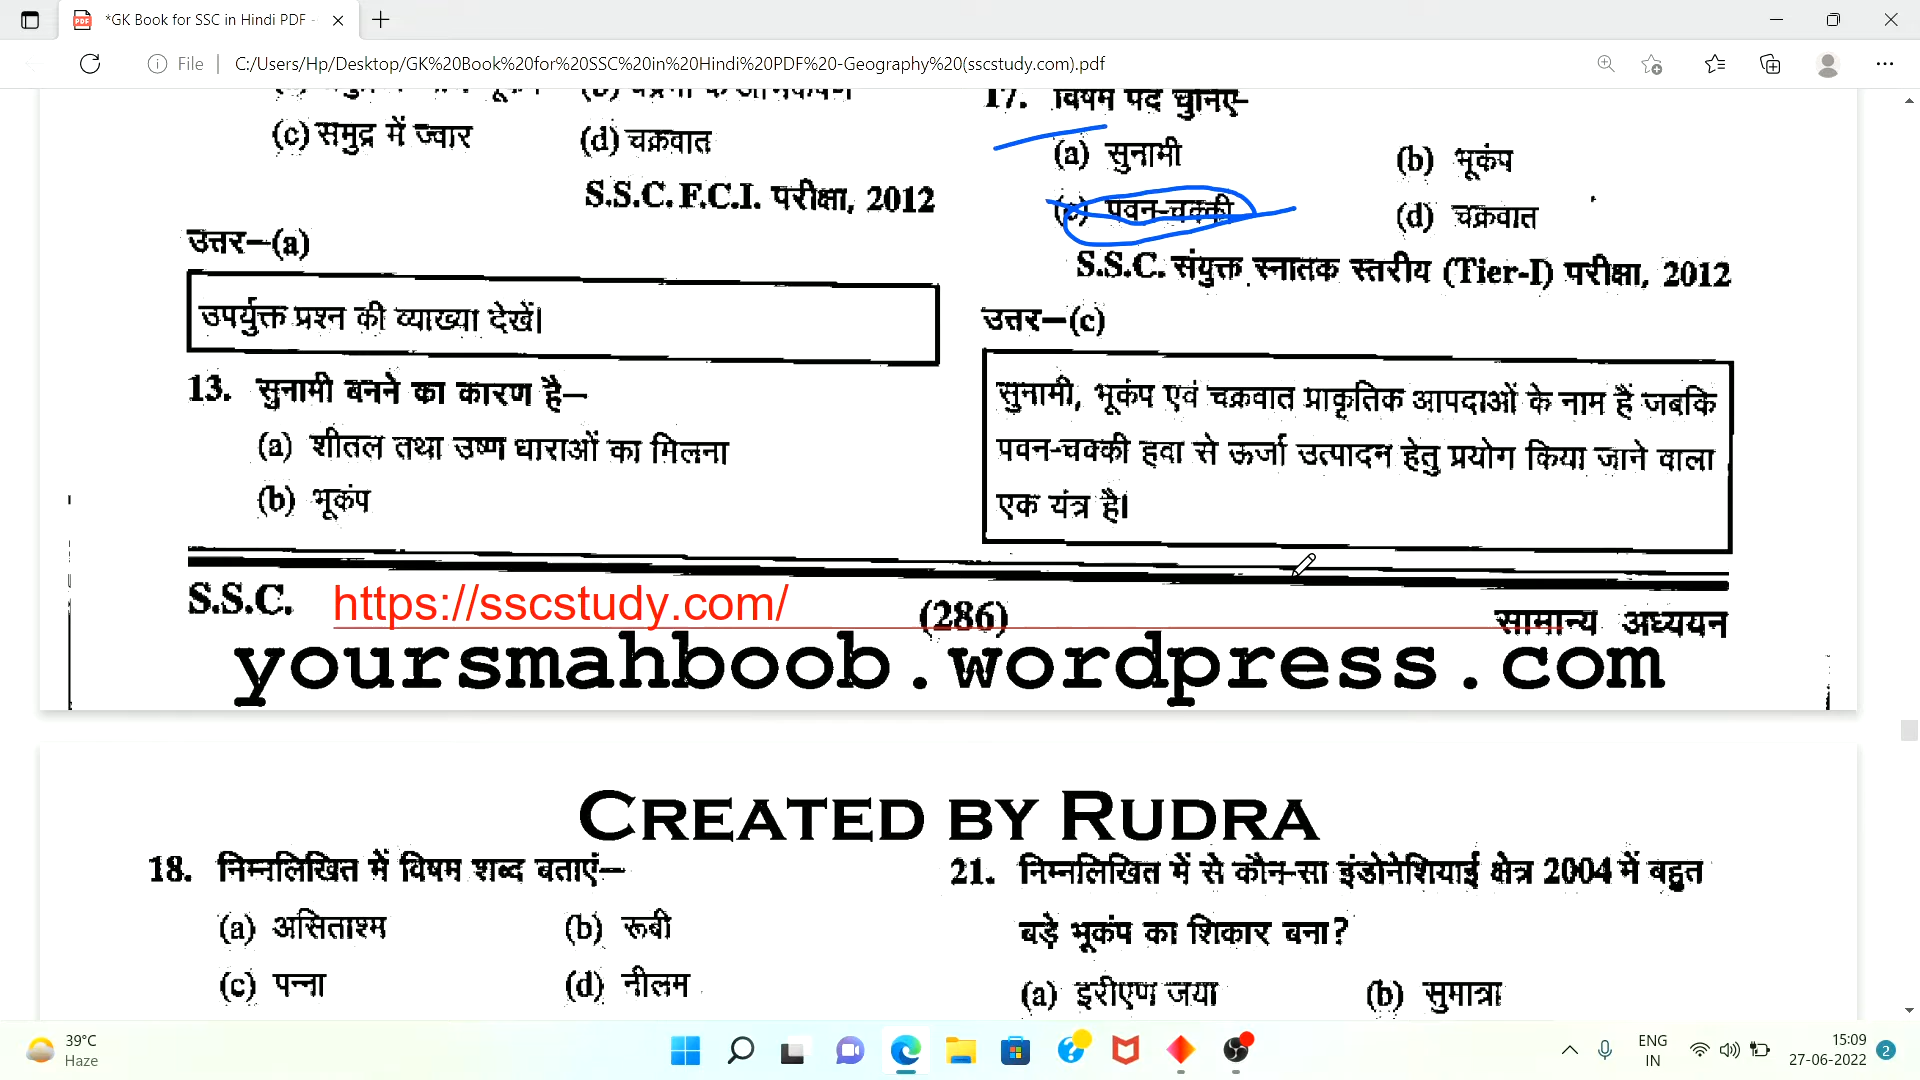 *GK Book for SSC in Hindi PDF -
File
C:/Users/Hp/Desktop/GK%20Book%20for%20SSC%20in%20Hindi%20PDF%20-Geography%20(sscstudy.com).pdf
(c) समुद्र में ज्वार (d) चक्रवात
S.S.C. F.C.I. परीक्षा, 2012
उत्तर—(a)
उपर्युक्त प्रश्न की व्याख्या देखें।
13. सुनामी बनने का कारण है—
(a) शीतल तथा उष्ण धाराओं का मिलना
(b) भूकंप
17. विषम पद चुनिए-
(a) सुनामी (b) भूकंप
(c) पवन-चक्की (d) चक्रवात
S.S.C. संयुक्त स्नातक स्तरीय (Tier-I) परीक्षा, 2012
उत्तर—(c)
सुनामी, भूकंप एवं चक्रवात प्राकृतिक आपदाओं के नाम हैं जबकि
पवन-चक्की हवा से ऊर्जा उत्पादन हेतु प्रयोग किया जाने वाला
एक यंत्र है।
S.S.C. https://sscstudy.com/ (286) सामान्य अध्ययन
yoursmahboob.wordpress.com
CREATED BY RUDRA
18. निम्नलिखित में विषम शब्द बताएं—
(a) असिताश्म (b) रूबी
(c) पन्ना (d) नीलम
21. निम्नलिखित में से कौन-सा इंडोनेशियाई क्षेत्र 2004 में बहुत
बड़े भूकंप का शिकार बना?
(a) इरीएण जया (b) सुमात्रा
39°C
Haze
ENG
IN
15:09
27-06-2022
2